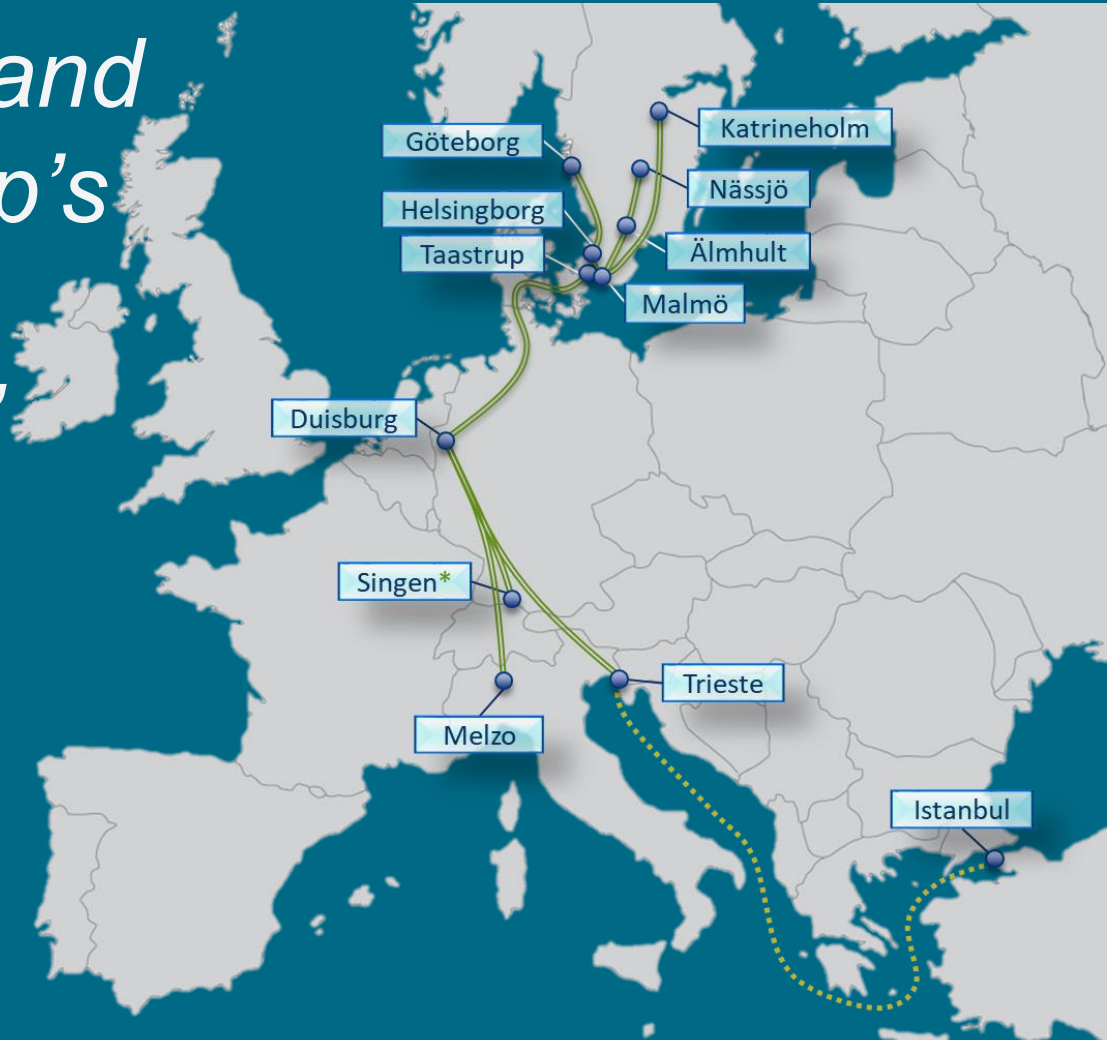 and
p’s
Göteborg
Katrineholm
Nässjö
Helsingborg
Taastrup
Älmhult
Malmö
Duisburg
Singen*
Trieste
Melzo
Istanbul